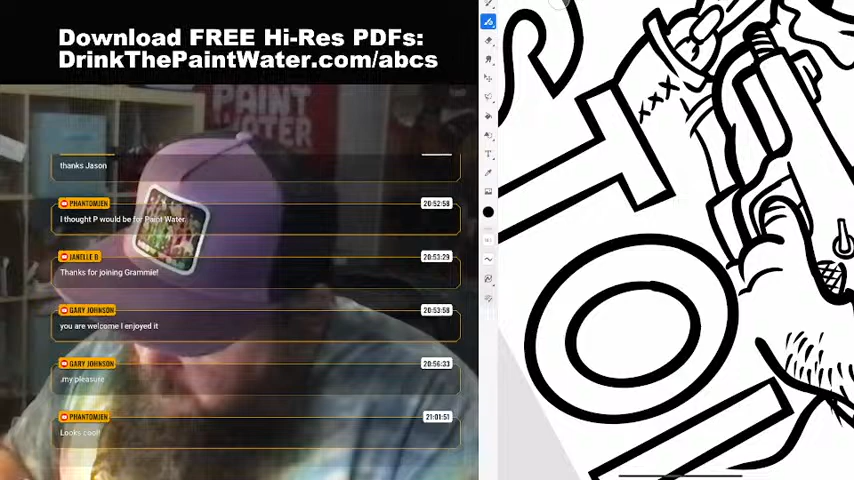 Download FREE Hi-Res PDFs:
DrinkThePaintWater.com/abcs
PAINT
WATER
thanks Jason
PHANTOMJEN
20:52:58
I thought P would be for Paint Water.
JANELLE B
20:53:29
Thanks for joining Grammie!
GARY JOHNSON
20:53:58
you are welcome I enjoyed it
GARY JOHNSON
20:56:33
.my pleasure
PHANTOMJEN
21:01:51
Looks cool!
S
T
O